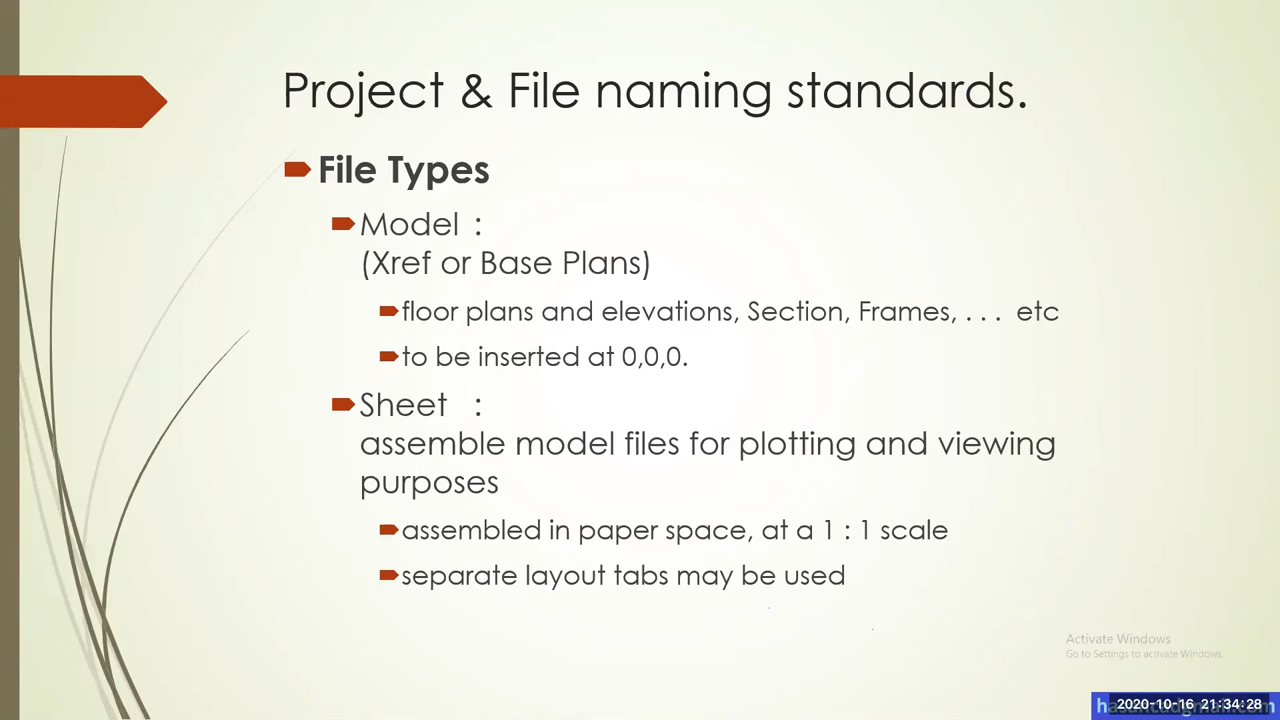 Project & File naming standards.
File Types
Model :
(Xref or Base Plans)
floor plans and elevations, Section, Frames, . . . etc
to be inserted at 0,0,0.
Sheet :
assemble model files for plotting and viewing
purposes
assembled in paper space, at a 1 : 1 scale
separate layout tabs may be used
Activate Windows
Go to Settings to activate Windows.
2020-10-16 21:34:28